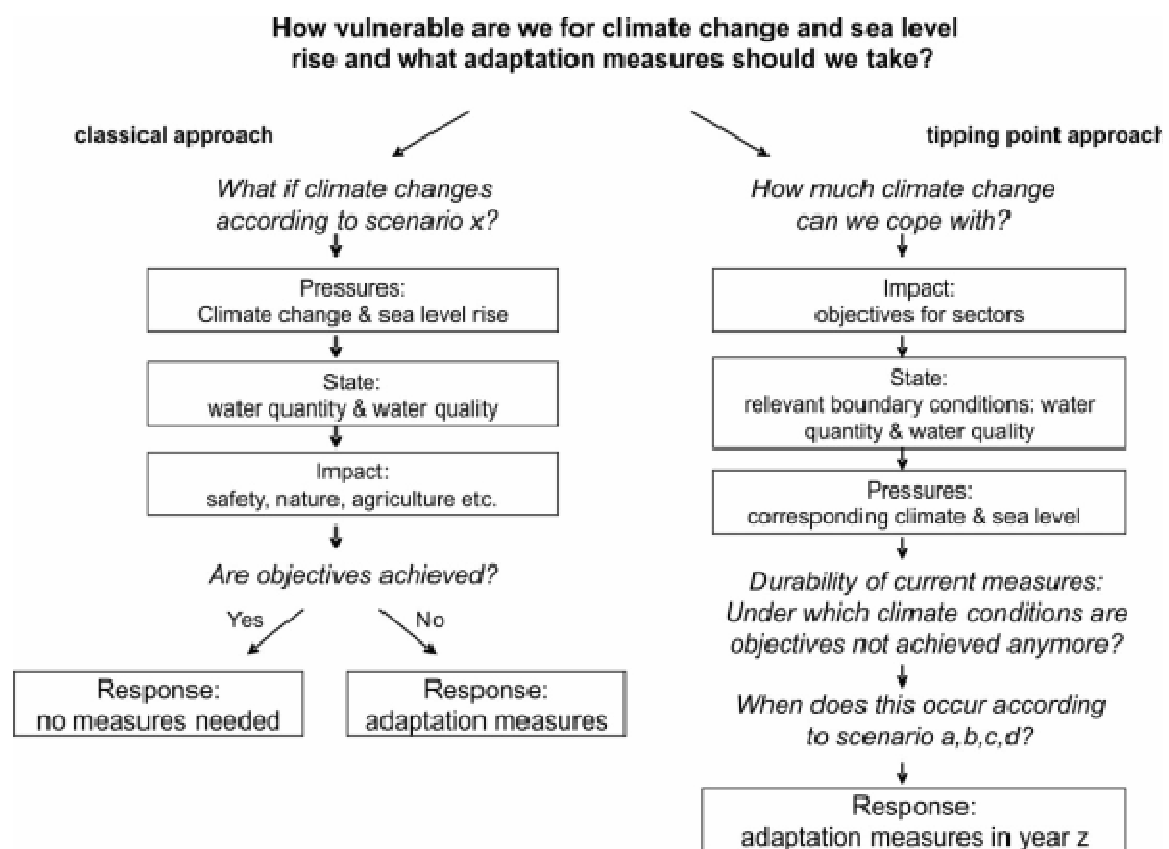 How vulnerable are we for climate change and sea level
rise and what adaptation measures should we take?
classical approach
What if climate changes
according to scenario x?
Pressures:
Climate change & sea level rise
State:
water quantity & water quality
Impact:
safety, nature, agriculture etc.
Are objectives achieved?
Yes
No
Response:
no measures needed
Response:
adaptation measures
tipping point approach
How much climate change
can we cope with?
Impact:
objectives for sectors
State:
relevant boundary conditions: water
quantity & water quality
Pressures:
corresponding climate & sea level
Durability of current measures:
Under which climate conditions are
objectives not achieved anymore?
When does this occur according
to scenario a,b,c,d?
Response:
adaptation measures in year z